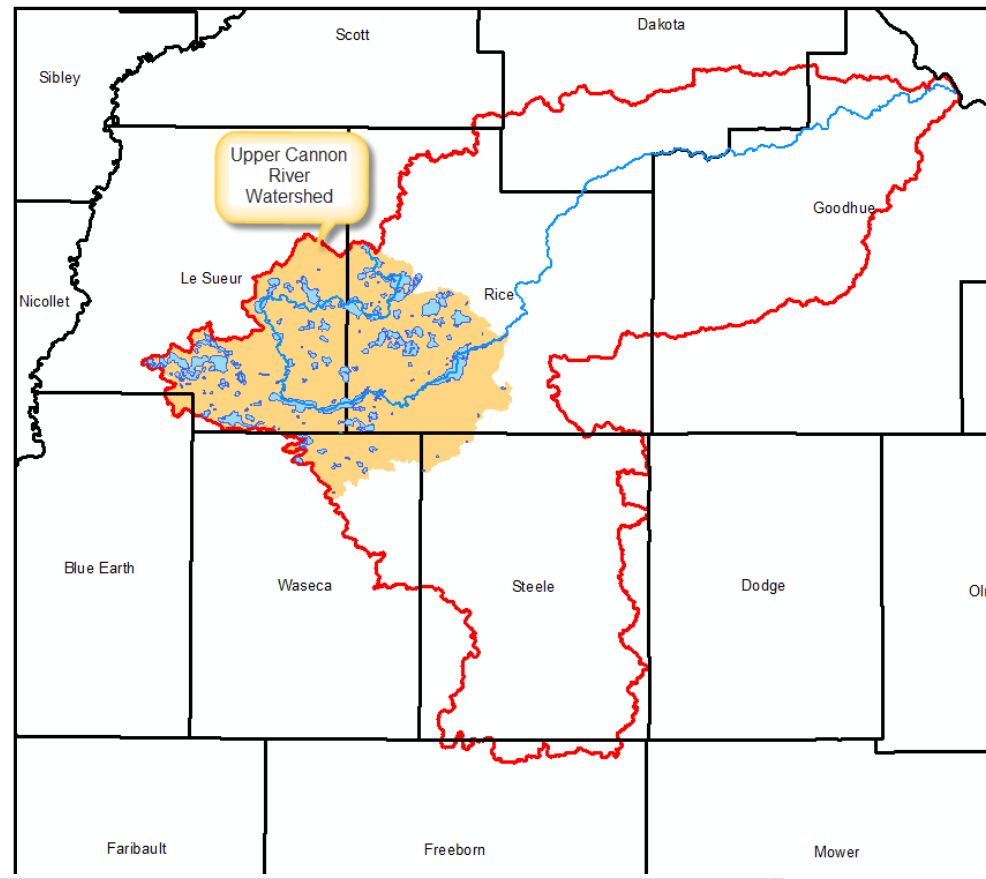 Scott
Dakota
Sibley
Upper Cannon
River
Watershed
Goodhue
Le Sueur
Nicollet
Rice
Blue Earth
Waseca
Steele
Dodge
Olr
Faribault
Freeborn
Mower